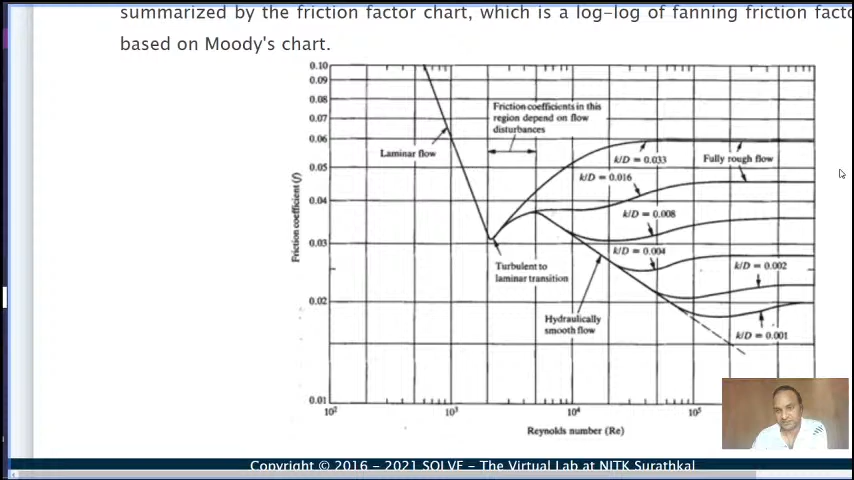 summarized by the friction factor chart, which is a log-log of fanning friction facto
based on Moody's chart.
0.10
0.09
0.08
0.07
0.06
0.05
0.04
0.03
0.02
0.01
Friction coefficient (f)
Friction coefficients in this
region depend on flow
disturbances
Laminar flow
k/D = 0.033
Fully rough flow
k/D = 0.016
k/D = 0.008
k/D = 0.004
k/D = 0.002
Turbulent to
laminar transition
Hydraulically
smooth flow
k/D = 0.001
10²
10³
10⁴
10⁵
Reynolds number (Re)
Copyright © 2016 - 2021 SOLVE - The Virtual Lab at NITK Surathkal